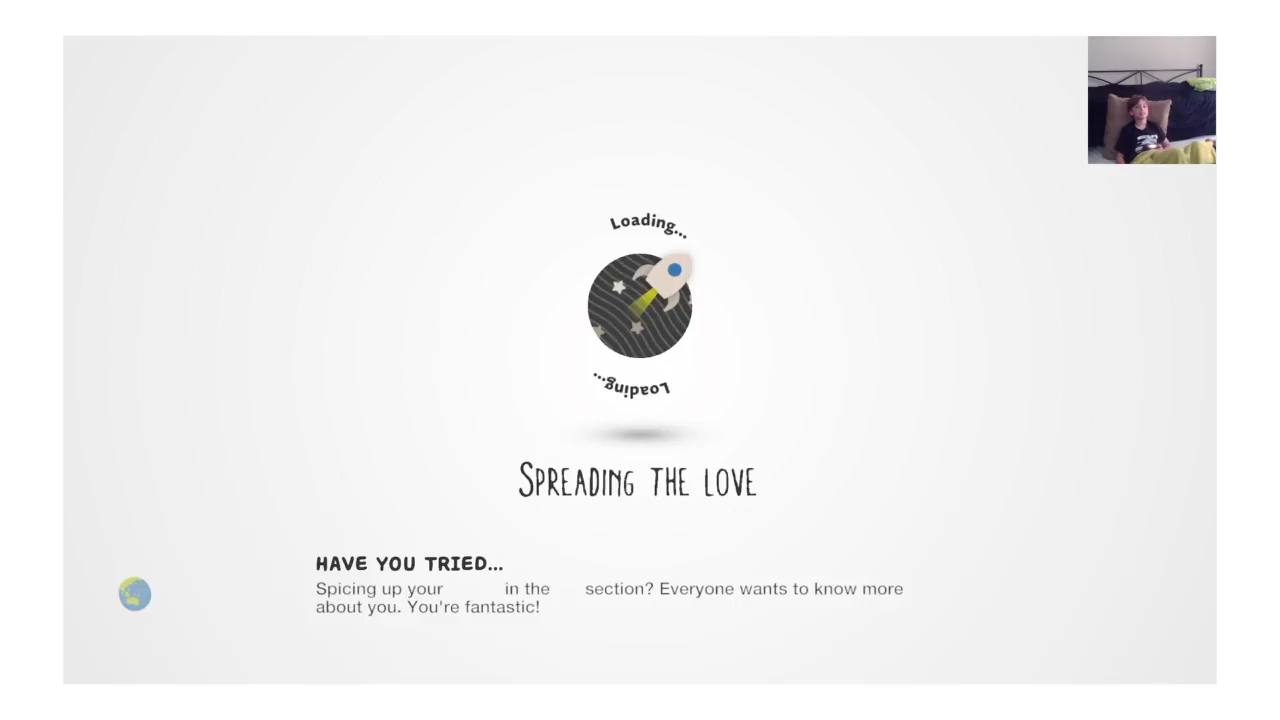 Loading...
Loading...
SPREADING THE LOVE
HAVE YOU TRIED...
Spicing up your in the section? Everyone wants to know more
about you. You're fantastic!